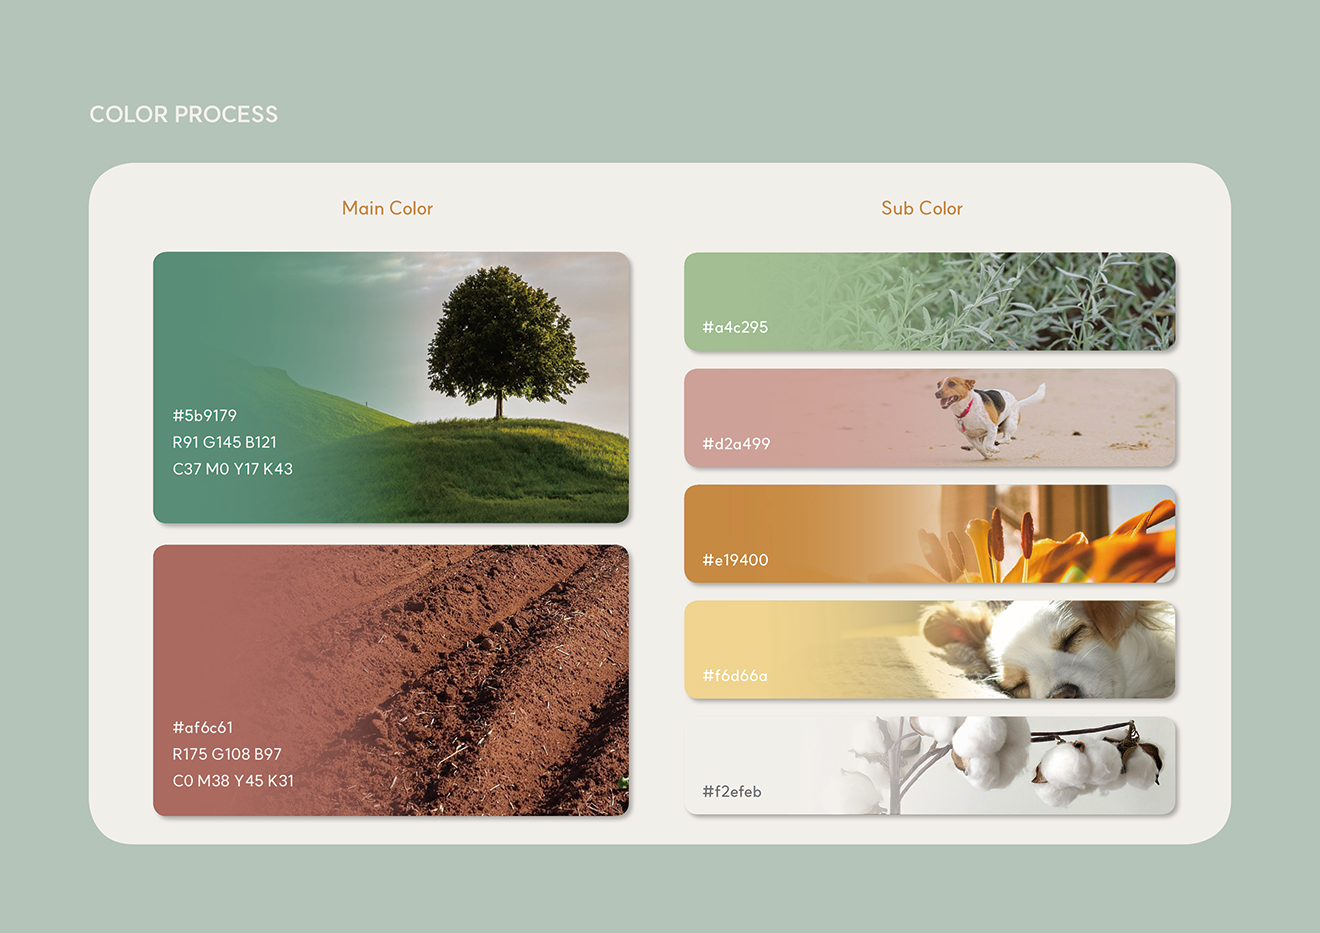 COLOR PROCESS
Main Color
#5b9179
R91 G145 B121
C37 M0 Y17 K43
#af6c61
R175 G108 B97
C0 M38 Y45 K31
Sub Color
#a4c295
#d2a499
#e19400
#f6d66a
#f2efeb